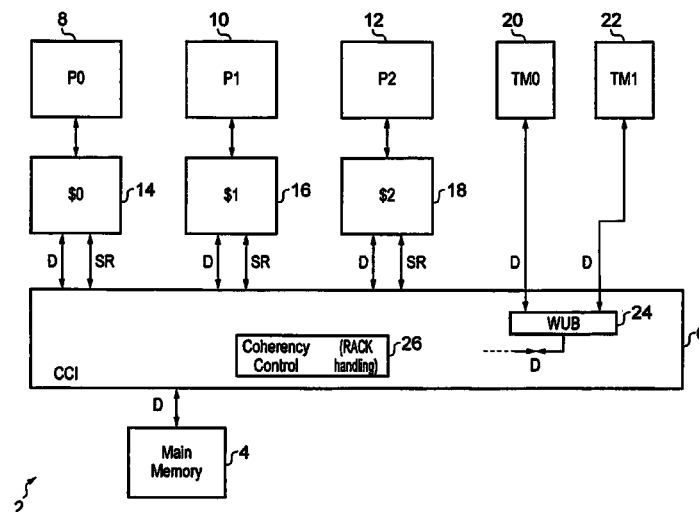 8
10
12
20
22
P0
P1
P2
TM0
TM1
$0
14
$1
16
$2
18
D
SR
D
SR
D
SR
D
D
WUB
24
26
Coherency Control
(RACK handling)
D
CCI
6
D
Main Memory
4
2